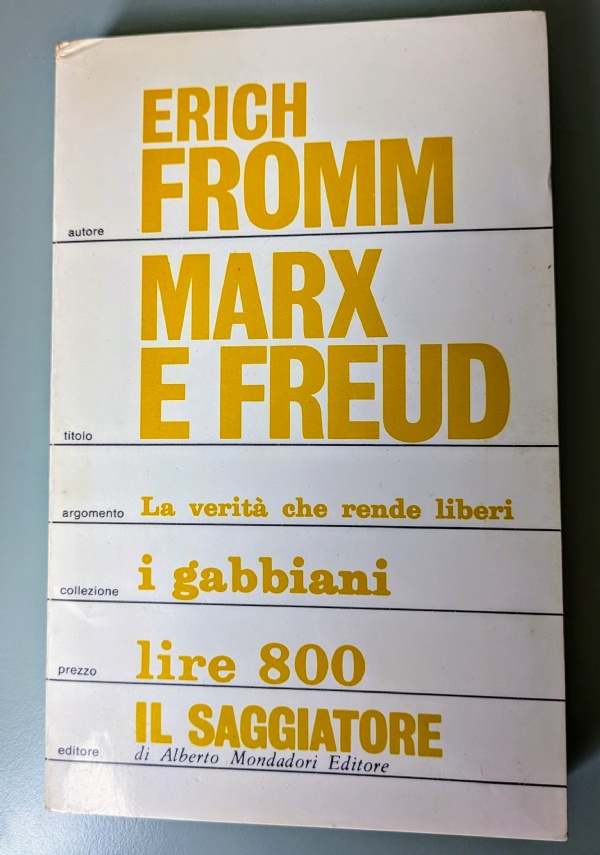 ERICH
FROMM
autore
MARX
E FREUD
titolo
argomento La verità che rende liberi
collezione i gabbiani
prezzo lire 800
IL SAGGIATORE
editore di Alberto Mondadori Editore